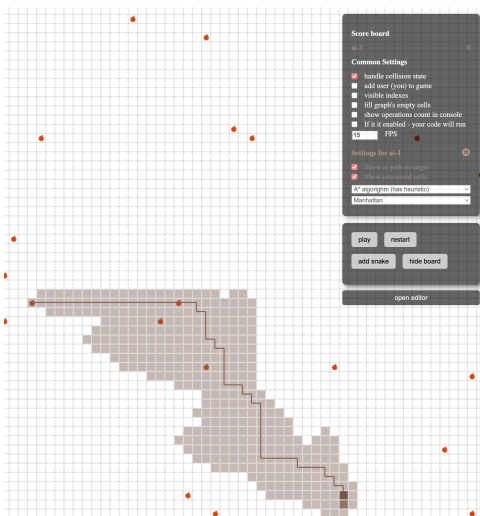 Score board
ai-1 0
Common Settings
handle collision state
add user (you) to game
visible indexes
fill graph's empty cells
show operations count in console
If it it enabled - your code will run
15 FPS
Settings for ai-1
Show ai path to target
Show processed cells
A* algorighm (has heuristic)
Manhattan
play restart
add snake hide board
open editor